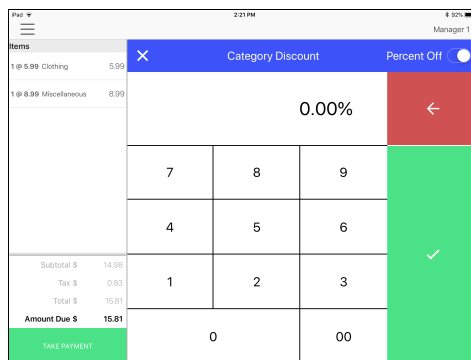 iPad 2:21 PM 92%
Manager 1
Items
1 @ 5.99 Clothing 5.99
1 @ 8.99 Miscellaneous 8.99
Category Discount Percent Off
0.00%
7 8 9
4 5 6
1 2 3
0 00
Subtotal $ 14.98
Tax $ 0.83
Total $ 15.81
Amount Due $ 15.81
TAKE PAYMENT